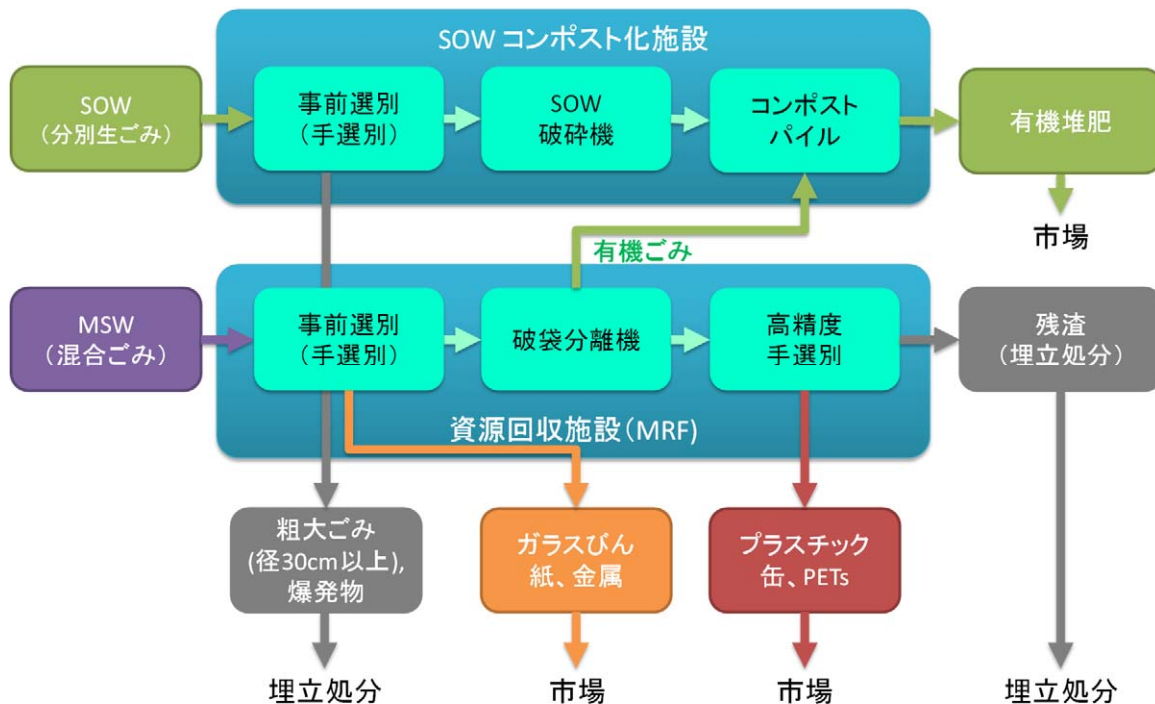 SOW コンポスト化施設
SOW
(分別生ごみ)
事前選別
(手選別)
SOW
破砕機
コンポスト
パイル
有機堆肥
市場
有機ごみ
MSW
(混合ごみ)
事前選別
(手選別)
破袋分離機
高精度
手選別
残渣
(埋立処分)
資源回収施設(MRF)
粗大ごみ
(径30cm以上),
爆発物
ガラスびん
紙、金属
プラスチック
缶、PETs
埋立処分
市場
市場
埋立処分